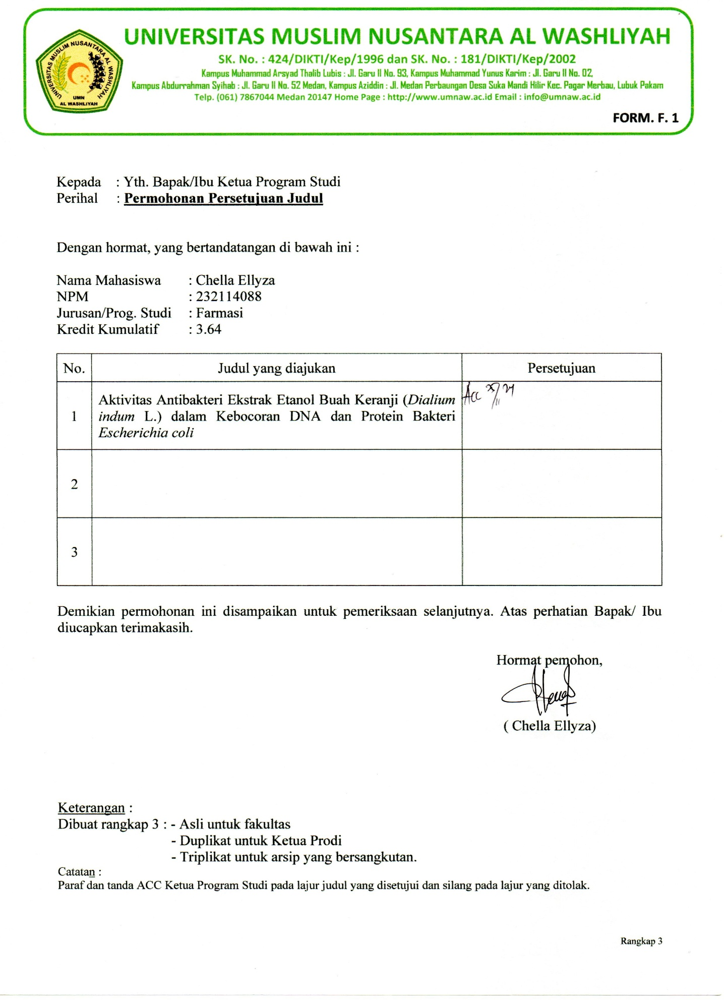 UNIVERSITAS MUSLIM NUSANTARA AL WASHLIYAH
UMN
AL WASHLIYAH
UNIVERSITAS MUSLIM NUSANTARA AL WASHLIYAH
SK. No. : 424/DIKTI/Kep/1996 dan SK. No. : 181/DIKTI/Kep/2002
Kampus Muhammad Arsyad Thalib Lubis : Jl. Garu II No. 93, Kampus Muhammad Yunus Karim : Jl. Garu II No. 02,
Kampus Abdurrahman Syihab : Jl. Garu II No. 52 Medan, Kampus Aziddin : Jl. Medan Perbaungan Desa Suka Mandi Hilir Kec. Pagar Merbau, Lubuk Pakam
Telp. (061) 7867044 Medan 20147 Home Page : http://www.umnaw.ac.id Email : info@umnaw.ac.id
FORM. F. 1
Kepada : Yth. Bapak/Ibu Ketua Program Studi
Perihal : Permohonan Persetujuan Judul
Dengan hormat, yang bertandatangan di bawah ini :
Nama Mahasiswa : Chella Ellyza
NPM : 232114088
Jurusan/Prog. Studi : Farmasi
Kredit Kumulatif : 3.64
No. Judul yang diajukan Persetujuan
1 Aktivitas Antibakteri Ekstrak Etanol Buah Keranji (Dialium
indum L.) dalam Kebocoran DNA dan Protein Bakteri
Escherichia coli
Acc
2
3
Demikian permohonan ini disampaikan untuk pemeriksaan selanjutnya. Atas perhatian Bapak/ Ibu
diucapkan terimakasih.
Hormat pemohon,
( Chella Ellyza)
Keterangan :
Dibuat rangkap 3 : - Asli untuk fakultas
- Duplikat untuk Ketua Prodi
- Triplikat untuk arsip yang bersangkutan.
Catatan :
Paraf dan tanda ACC Ketua Program Studi pada lajur judul yang disetujui dan silang pada lajur yang ditolak.
Rangkap 3